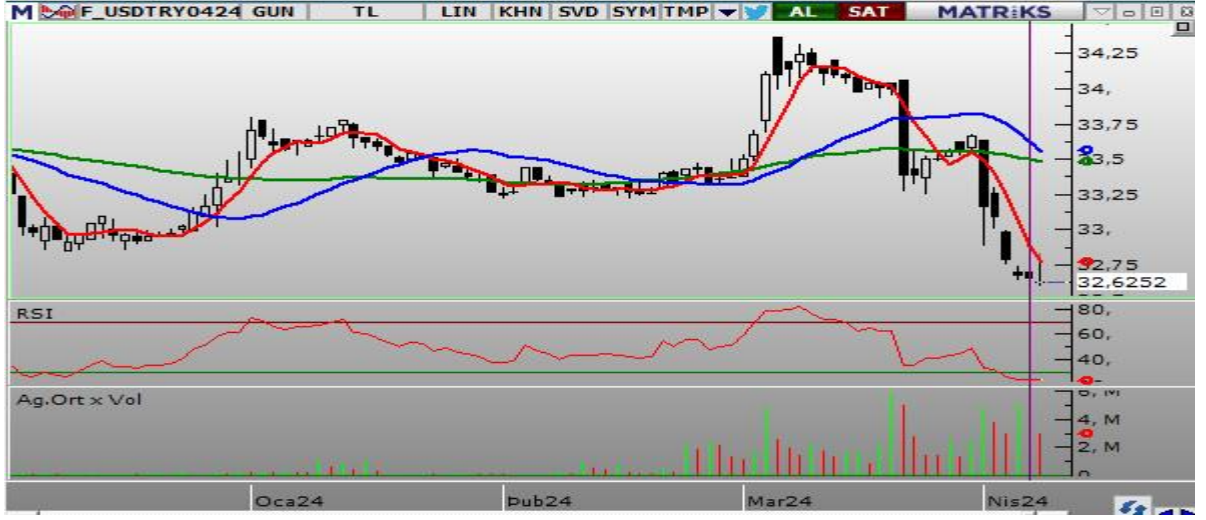 M F_USDTRY0424 GUN TL LIN KHN SVD SYM TMP AL SAT MATRİKS
34,25
34,
33,75
33,5
33,25
33,
32,75
32,6252
RSI
80,
60,
40,
Ag.Ort x Vol
6, M
4, M
2, M
0
Oca24 Þub24 Mar24 Nis24